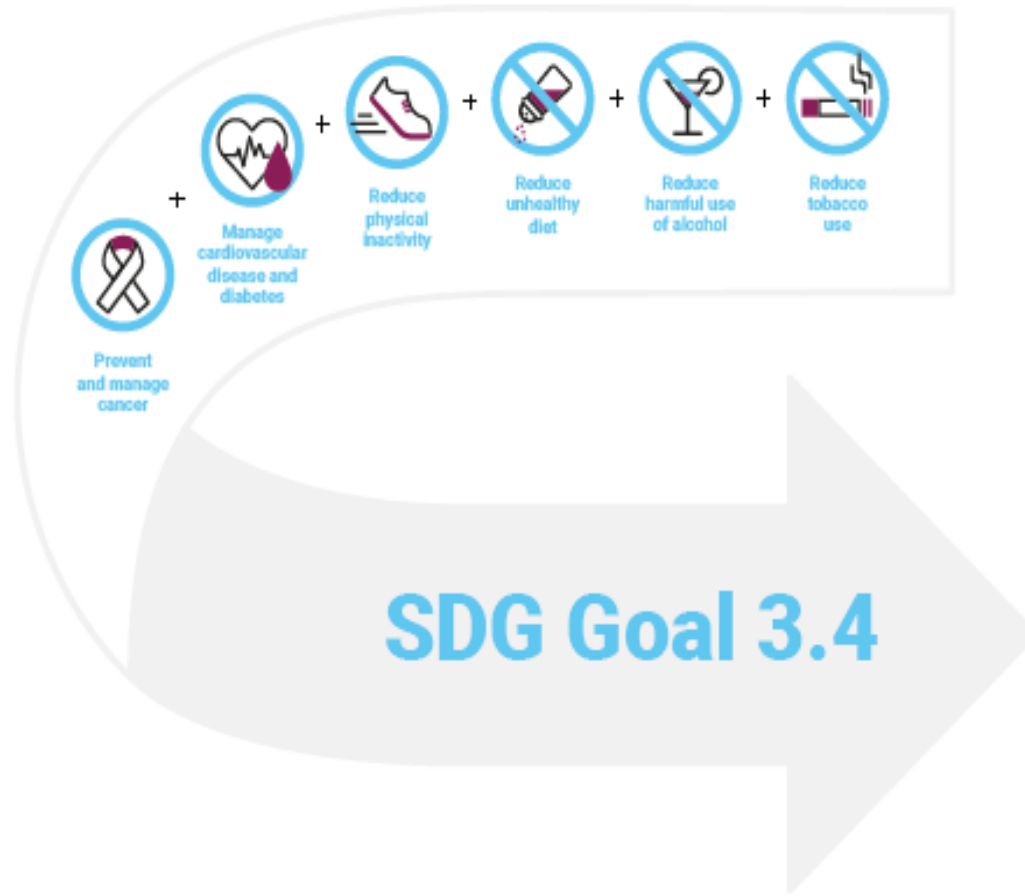 Prevent
and manage
cancer
+
Manage
cardiovascular
disease and
diabetes
+
Reduce
physical
inactivity
+
Reduce
unhealthy
diet
+
Reduce
harmful use
of alcohol
+
Reduce
tobacco
use
SDG Goal 3.4